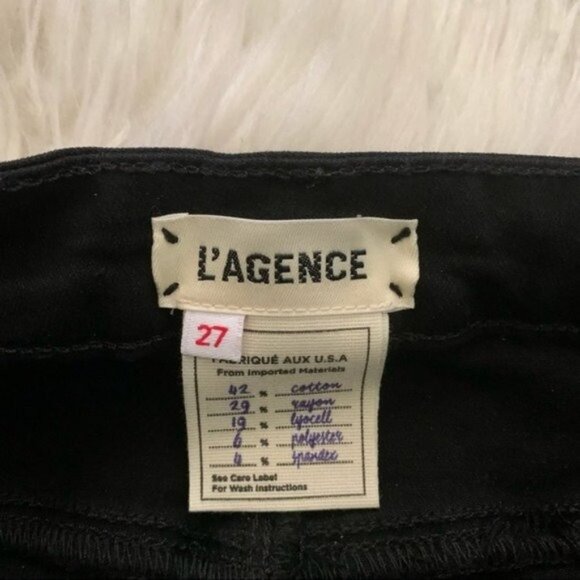 L'AGENCE
27
FABRIQUÉ AUX U.S.A
From Imported Materiels
42 % cotton
29 % rayon
19 % lyocell
6 % polyester
4 % spandex
See Care Label
For Wash Instructions